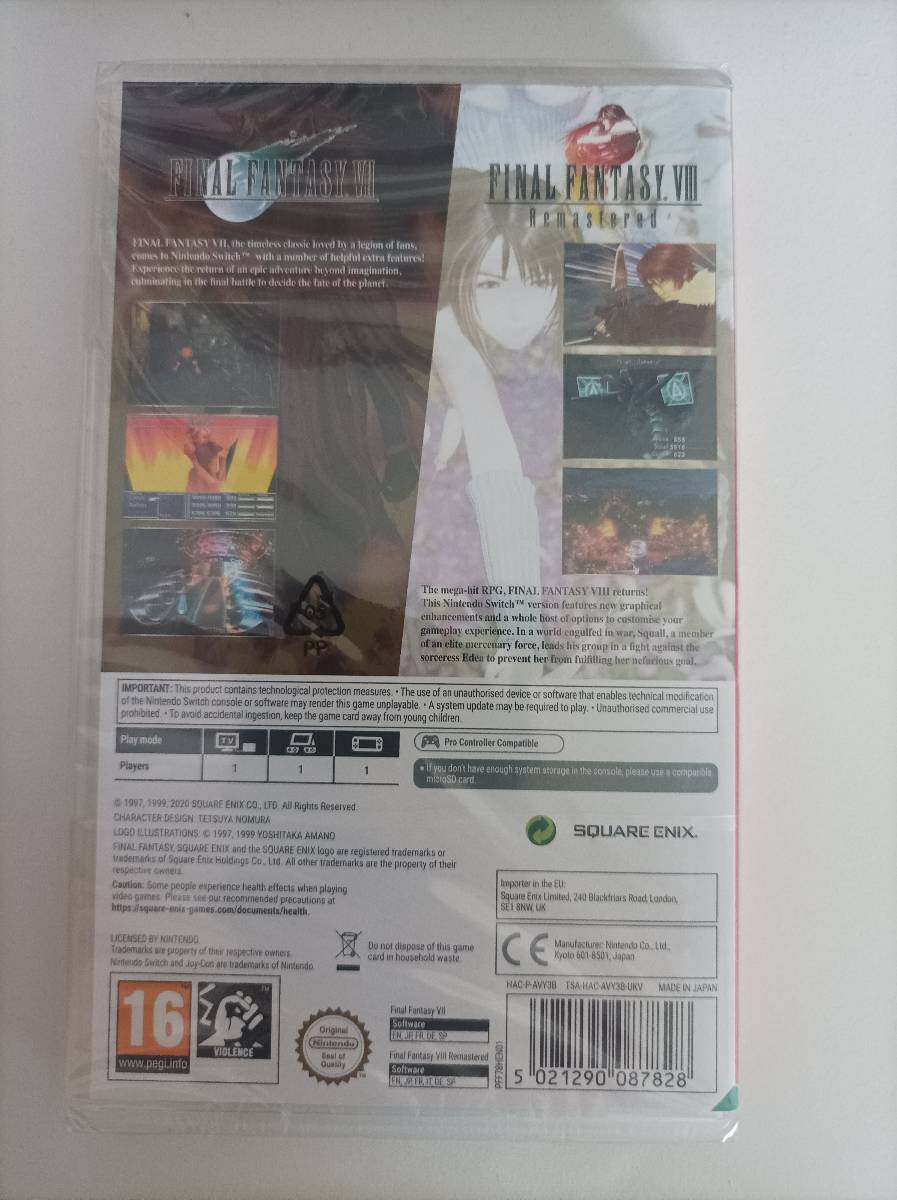 FINAL FANTASY VII
FINAL FANTASY VIII
Remastered
FINAL FANTASY VII, the timeless classic loved by a legion of fans,
comes to Nintendo Switch™ with a number of helpful extra features!
Experience the return of an epic adventure beyond imagination,
culminating in the final battle to decide the fate of the planet.
The mega-hit RPG, FINAL FANTASY VIII returns!
This Nintendo Switch™ version features new graphical
enhancements and a whole host of options to customise your
gameplay experience. In a world engulfed in war, Squall, a member
of an elite mercenary force, leads his group in a fight against the
sorceress Edea to prevent her from fulfilling her nefarious goal.
PP
IMPORTANT: This product contains technological protection measures. • The use of an unauthorised device or software that enables technical modification
of the Nintendo Switch console or software may render this game unplayable. • A system update may be required to play. • Unauthorised commercial use
prohibited. • To avoid accidental ingestion, keep the game card away from young children.
Play mode TV
Players 1 1 1
Pro Controller Compatible
• If you don't have enough system storage in the console, please use a compatible
microSD card.
© 1997, 1999, 2020 SQUARE ENIX CO., LTD. All Rights Reserved.
CHARACTER DESIGN: TETSUYA NOMURA
LOGO ILLUSTRATIONS: © 1997, 1999 YOSHITAKA AMANO
FINAL FANTASY, SQUARE ENIX and the SQUARE ENIX logo are registered trademarks or
trademarks of Square Enix Holdings Co., Ltd. All other trademarks are the property of their
respective owners.
Caution: Some people experience health effects when playing
video games. Please see our recommended precautions at
https://square-enix-games.com/documents/health.
SQUARE ENIX.
Importer in the EU:
Square Enix Limited, 240 Blackfriars Road, London,
SE1 8NW, UK
LICENSED BY NINTENDO
Trademarks are property of their respective owners.
Nintendo Switch and Joy-Con are trademarks of Nintendo.
Do not dispose of this game
card in household waste.
CE
Manufacturer: Nintendo Co., Ltd.,
Kyoto 601-8501, Japan
HAC-P-AVY3B TSA-HAC-AVY3B-UKV MADE IN JAPAN
16
www.pegi.info
VIOLENCE
Original
Nintendo
Seal of
Quality
Final Fantasy VII
Software
EN, JP, FR, DE, SP
Final Fantasy VIII Remastered
Software
EN, JP, FR, IT, DE, SP
PFF78HEN01
5 021290 087828